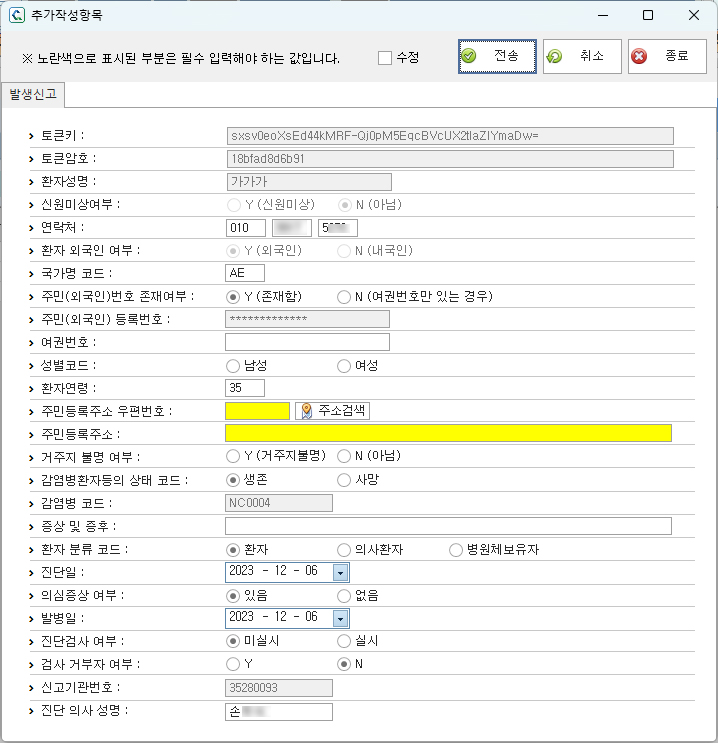 추가작성항목
※ 노란색으로 표시된 부분은 필수 입력해야 하는 값입니다. 수정 전송 취소 종료
발생신고
토큰키 : sxsv0eoXsEd44kMRF-Qj0pM5EqcBVcUX2tlaZIYmaDw=
토큰암호 : 18bfad8d6b91
환자성명 : 가가가
신원미상여부 : Y (신원미상) N (아님)
연락처 : 010
환자 외국인 여부 : Y (외국인) N (내국인)
국가명 코드 : AE
주민(외국인)번호 존재여부 : Y (존재함) N (여권번호만 있는 경우)
주민(외국인) 등록번호 : *************
여권번호 :
성별코드 : 남성 여성
환자연령 : 35
주민등록주소 우편번호 : 주소검색
주민등록주소 :
거주지 불명 여부 : Y (거주지불명) N (아님)
감염병환자등의 상태 코드 : 생존 사망
감염병 코드 : NC0004
증상 및 증후 :
환자 분류 코드 : 환자 의사환자 병원체보유자
진단일 : 2023 - 12 - 06
의심증상 여부 : 있음 없음
발병일 : 2023 - 12 - 06
진단검사 여부 : 미실시 실시
검사 거부자 여부 : Y N
신고기관번호 : 35280093
진단 의사 성명 : 손